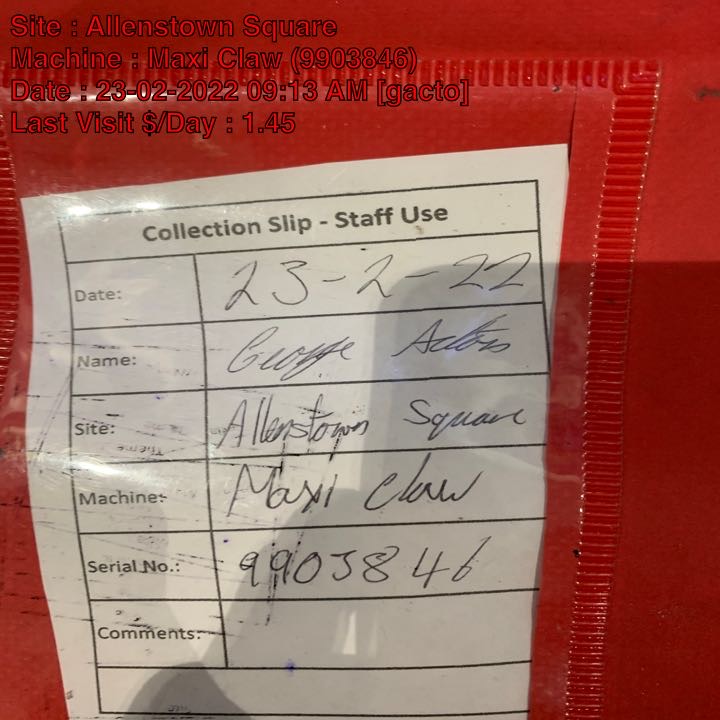 Site : Allenstown Square
Machine : Maxi Claw (9903846)
Date : 23-02-2022 09:13 AM [gacto]
Last Visit $/Day : 1.45
Collection Slip - Staff Use
Date: 23-2-22
Name: George
Site: Allenstown Square
Machine: Maxi Claw
Serial No.: 9903846
Comments: